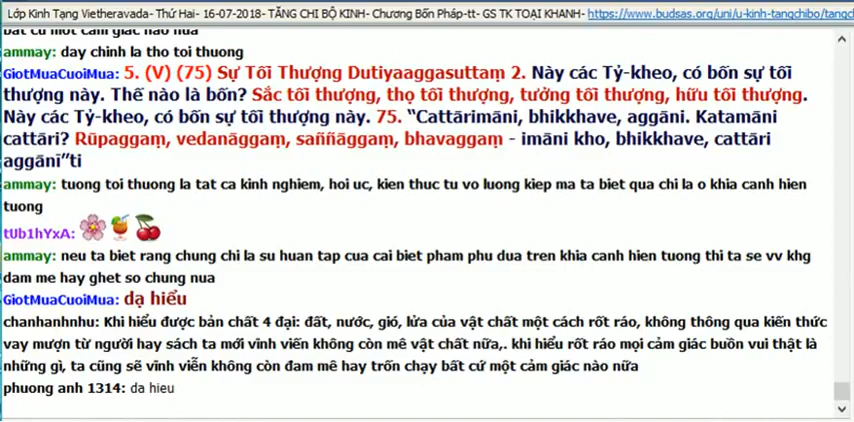 Lớp Kinh Tạng Vietheravada- Thứ Hai- 16-07-2018- TĂNG CHI BỘ KINH- Chương Bốn Pháp-tt- GS TK TOẠI KHANH- https://www.budsas.org/uni/u-kinh-tangchibo/tangc
bat cu mot cam giac nao nua
ammay: day chinh la tho toi thuong
GiotMuaCuoiMua: 5. (V) (75) Sự Tối Thượng Dutiyaaggasuttaṃ 2. Này các Tỷ-kheo, có bốn sự tối
thượng này. Thế nào là bốn? Sắc tối thượng, thọ tối thượng, tưởng tối thượng, hữu tối thượng.
Này các Tỷ-kheo, có bốn sự tối thượng này. 75. “Cattārimāni, bhikkhave, aggāni. Katamāni
cattāri? Rūpaggaṃ, vedanāggaṃ, saññāggaṃ, bhavaggaṃ - imāni kho, bhikkhave, cattāri
aggānī”ti
ammay: tuong toi thuong la tat ca kinh nghiem, hoi uc, kien thuc tu vo luong kiep ma ta biet qua chi la o khia canh hien
tuong
tUb1hYxA:
ammay: neu ta biet rang chung chi la su huan tap cua cai biet pham phu dua tren khia canh hien tuong thi ta se vv khg
dam me hay ghet so chung nua
GiotMuaCuoiMua: dạ hiểu
chanhanhnhu: Khi hiểu được bản chất 4 đại: đất, nước, gió, lửa của vật chất một cách rốt ráo, không thông qua kiến thức
vay mượn từ người hay sách ta mới vĩnh viến không còn mê vật chất nữa,. khi hiểu rốt ráo mọi cảm giác buồn vui thật là
những gì, ta cũng sẽ vĩnh viễn không còn đam mê hay trốn chạy bất cứ một cảm giác nào nữa
phuong anh 1314: da hieu